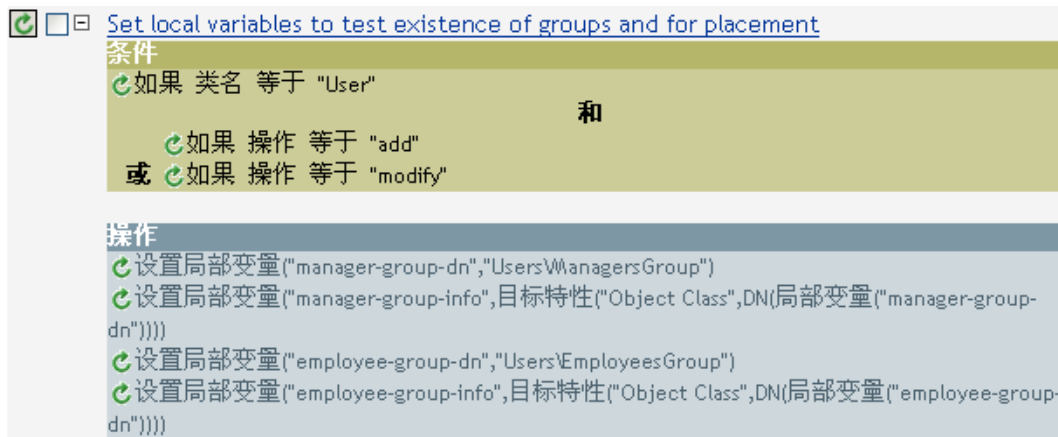 Set local variables to test existence of groups and for placement
条件
如果 类名 等于 "User"
和
如果 操作 等于 "add"
或 如果 操作 等于 "modify"
操作
设置局部变量("manager-group-dn","Users\ManagersGroup")
设置局部变量("manager-group-info",目标特性("Object Class",DN(局部变量("manager-group-
dn"))))
设置局部变量("employee-group-dn","Users\EmployeesGroup")
设置局部变量("employee-group-info",目标特性("Object Class",DN(局部变量("employee-group-
dn"))))